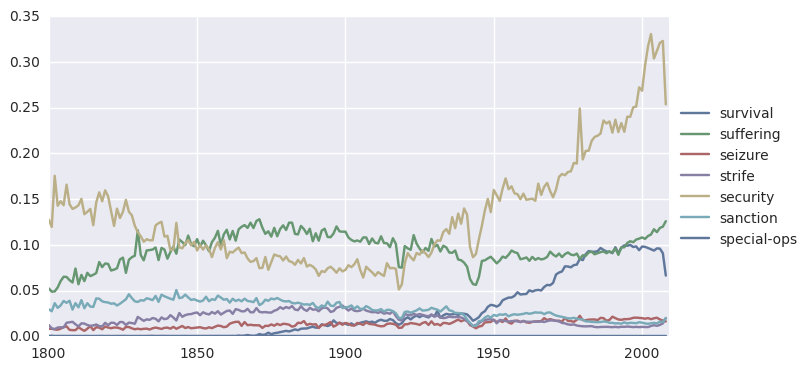 0.35
0.30
0.25
0.20
0.15
0.10
0.05
0.00
1800
1850
1900
1950
2000
survival
suffering
seizure
strife
security
sanction
special-ops